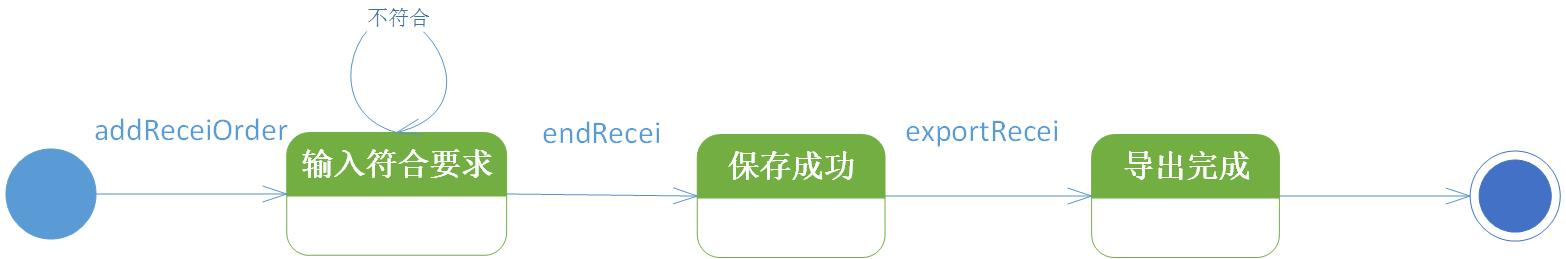 不符合
addReceiOrder
输入符合要求
endRecei
保存成功
exportRecei
导出完成